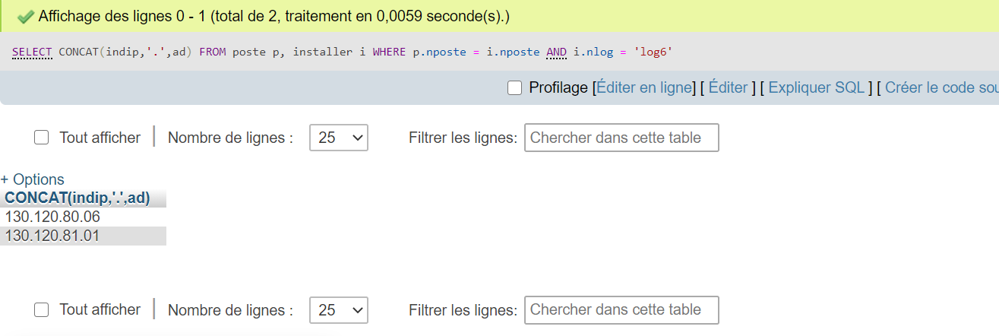 Affichage des lignes 0 - 1 (total de 2, traitement en 0,0059 seconde(s).)
SELECT CONCAT(indip,'.',ad) FROM poste p, installer i WHERE p.nposte = i.nposte AND i.nlog = 'log6'
Profilage [Éditer en ligne] [ Éditer ] [ Expliquer SQL ] [ Créer le code sou
Tout afficher Nombre de lignes : 25 Filtrer les lignes: Chercher dans cette table
+ Options
CONCAT(indip,'.',ad)
130.120.80.06
130.120.81.01
Tout afficher Nombre de lignes : 25 Filtrer les lignes: Chercher dans cette table